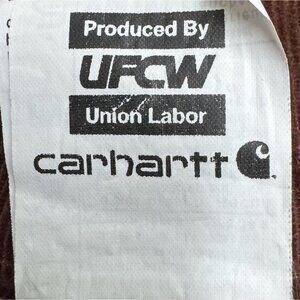 Produced By
UFCW
Union Labor
carhartt